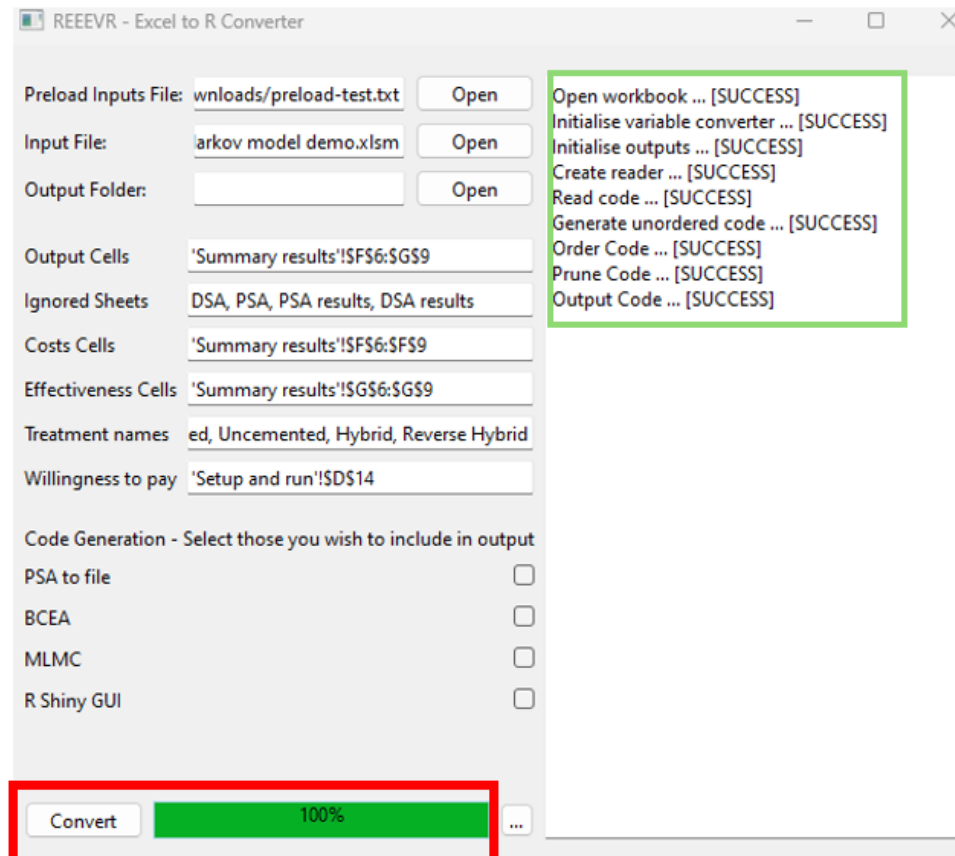 REEEVR - Excel to R Converter
Preload Inputs File: wnloads/preload-test.txt Open
Input File: arkov model demo.xlsm Open
Output Folder: Open
Output Cells 'Summary results'!$F$6:$G$9
Ignored Sheets DSA, PSA, PSA results, DSA results
Costs Cells 'Summary results'!$F$6:$F$9
Effectiveness Cells 'Summary results'!$G$6:$G$9
Treatment names ed, Uncemented, Hybrid, Reverse Hybrid
Willingness to pay 'Setup and run'!$D$14
Code Generation - Select those you wish to include in output
PSA to file
BCEA
MLMC
R Shiny GUI
Convert 100% ...
Open workbook ... [SUCCESS]
Initialise variable converter ... [SUCCESS]
Initialise outputs ... [SUCCESS]
Create reader ... [SUCCESS]
Read code ... [SUCCESS]
Generate unordered code ... [SUCCESS]
Order Code ... [SUCCESS]
Prune Code ... [SUCCESS]
Output Code ... [SUCCESS]